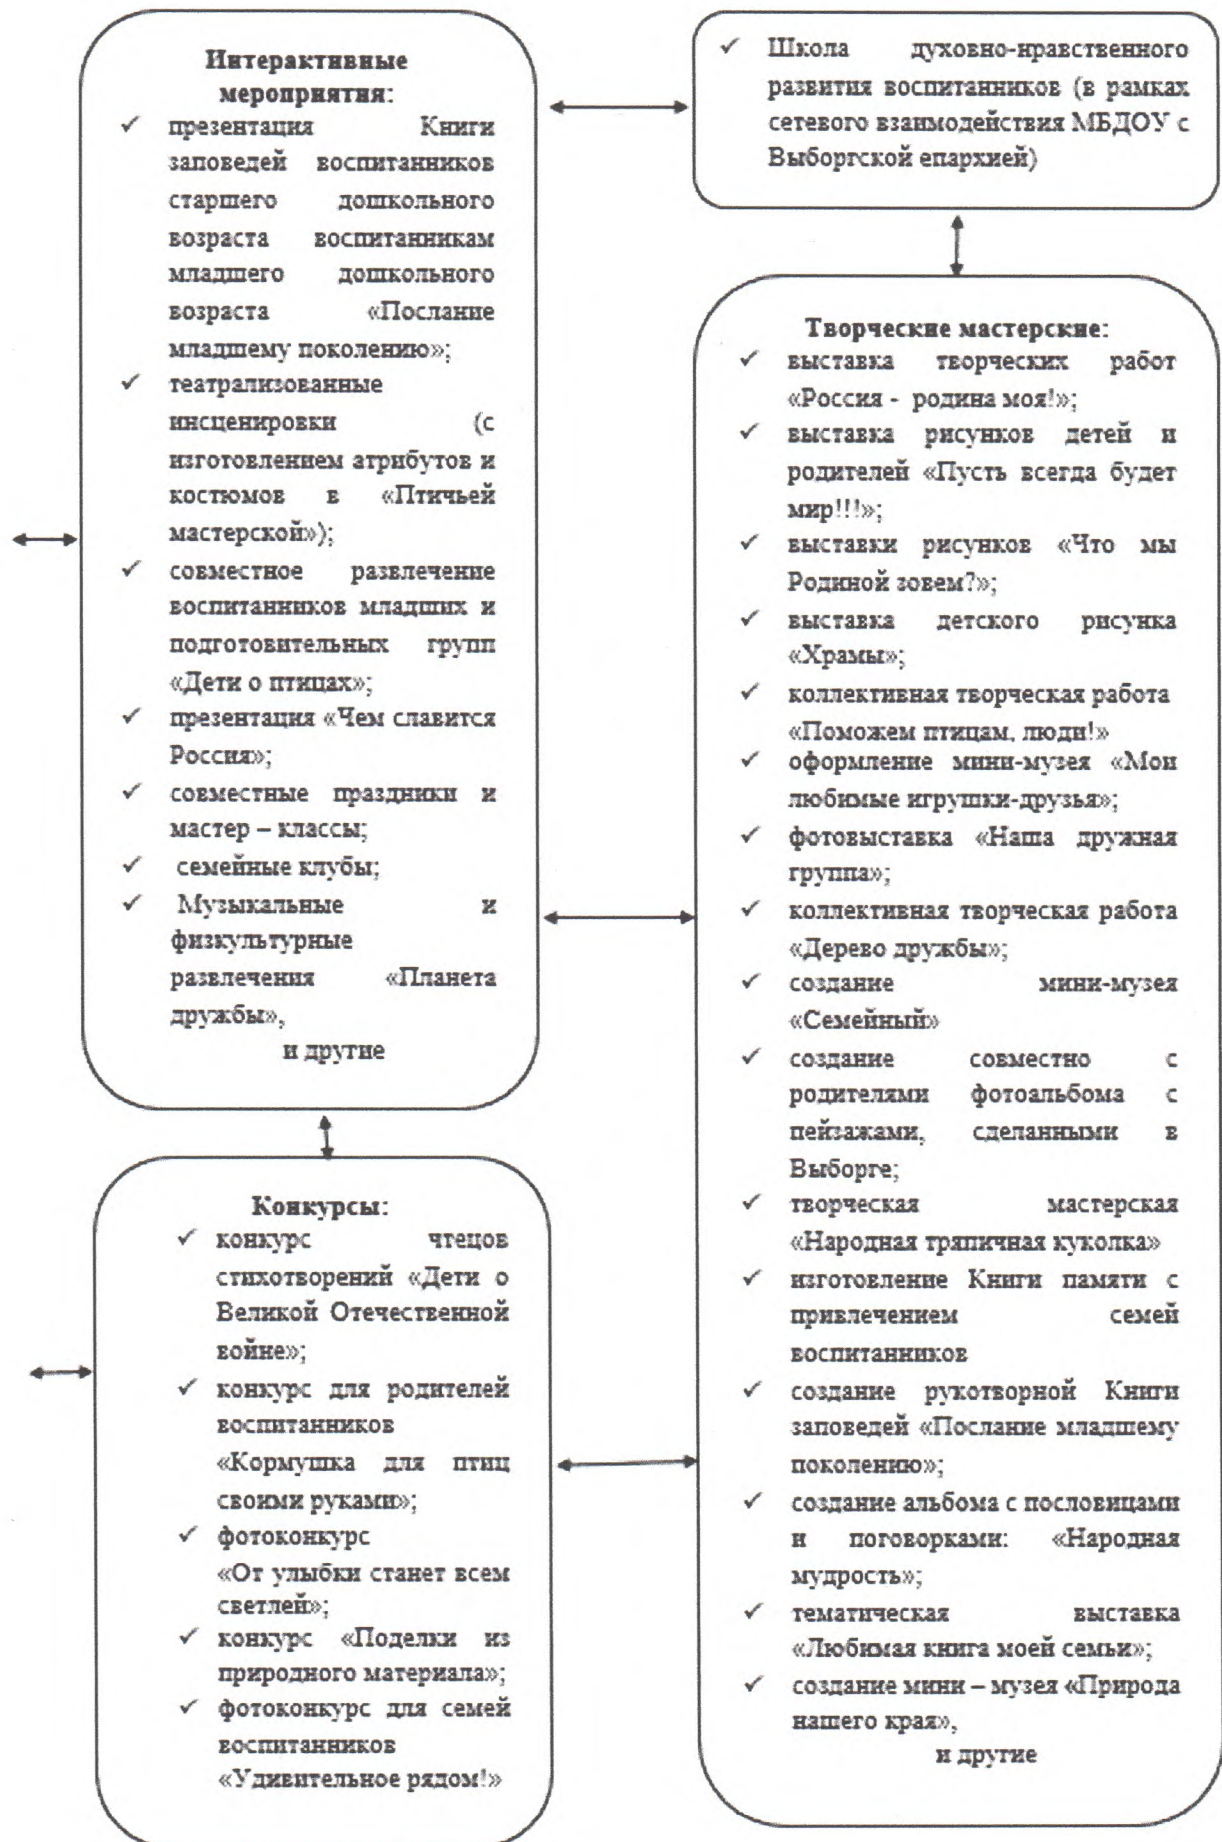 Интерактивные
мероприятия:
✓ презентация Книги
заповедей воспитанников
старшего дошкольного
возраста воспитанникам
младшего дошкольного
возраста «Послание
младшему поколению»;
✓ театрализованные
инсценировки (с
изготовлением атрибутов и
костюмов в «Птичьей
мастерской»);
✓ совместное развлечение
воспитанников младших и
подготовительных групп
«Дети о птицах»;
✓ презентация «Чем славится
Россия»;
✓ совместные праздники и
мастер – классы;
✓ семейные клубы;
✓ Музыкальные и
физкультурные
развлечения «Планета
дружбы»,
и другие
✓ Школа духовно-нравственного
развития воспитанников (в рамках
сетевого взаимодействия МБДОУ с
Выборгской епархией)
Творческие мастерские:
✓ выставка творческих работ
«Россия - родина моя!»;
✓ выставка рисунков детей и
родителей «Пусть всегда будет
мир!!!»;
✓ выставки рисунков «Что мы
Родиной зовем?»;
✓ выставка детского рисунка
«Храмы»;
✓ коллективная творческая работа
«Поможем птицам, люди!»
✓ оформление мини-музея «Мои
любимые игрушки-друзья»;
✓ фотовыставка «Наша дружная
группа»;
✓ коллективная творческая работа
«Дерево дружбы»;
✓ создание мини-музея
«Семейный»
✓ создание совместно с
родителями фотоальбома с
пейзажами, сделанными в
Выборге;
✓ творческая мастерская
«Народная тряпичная куколка»
✓ изготовление Книги памяти с
привлечением семей
воспитанников
✓ создание рукотворной Книги
заповедей «Послание младшему
поколению»;
✓ создание альбома с пословицами
и поговорками: «Народная
мудрость»;
✓ тематическая выставка
«Любимая книга моей семьи»;
✓ создание мини – музея «Природа
нашего края»,
и другие
Конкурсы:
✓ конкурс чтецов
стихотворений «Дети о
Великой Отечественной
войне»;
✓ конкурс для родителей
воспитанников
«Кормушка для птиц
своими руками»;
✓ фотоконкурс
«От улыбки станет всем
светлей»;
✓ конкурс «Поделки из
природного материала»;
✓ фотоконкурс для семей
воспитанников
«Удивительное рядом!»